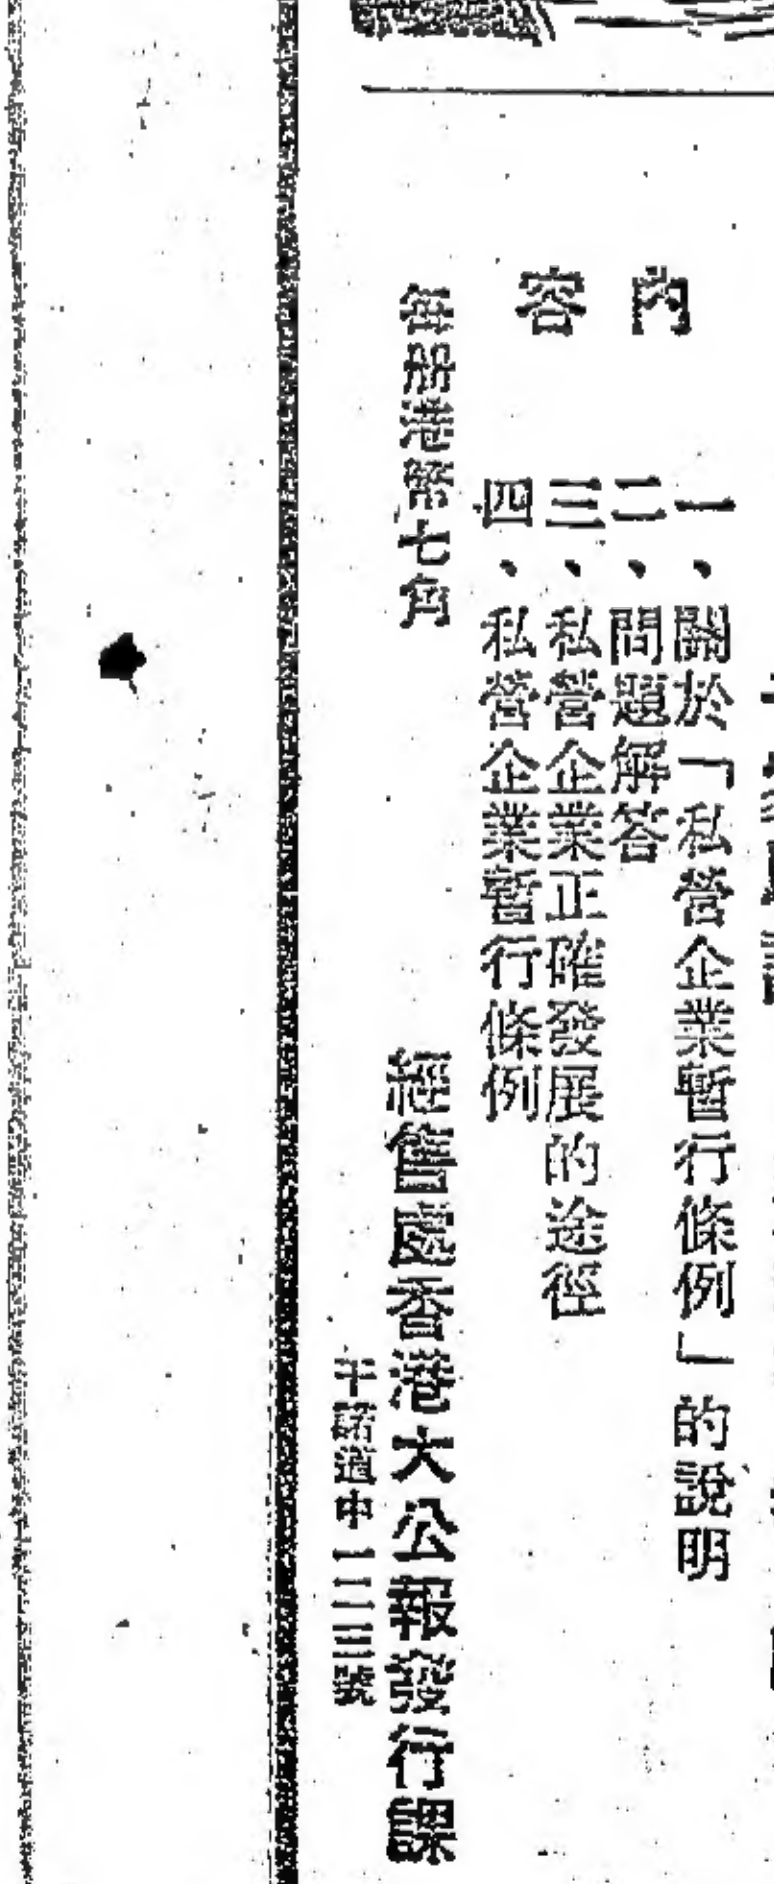 內容
一、關於「私營企業暫行條例」的說明
二、問題解答
三、私營企業正確發展的途徑
四、私營企業暫行條例
每册港幣七角
經售處香港大公報發行課
干諾道中一二三號